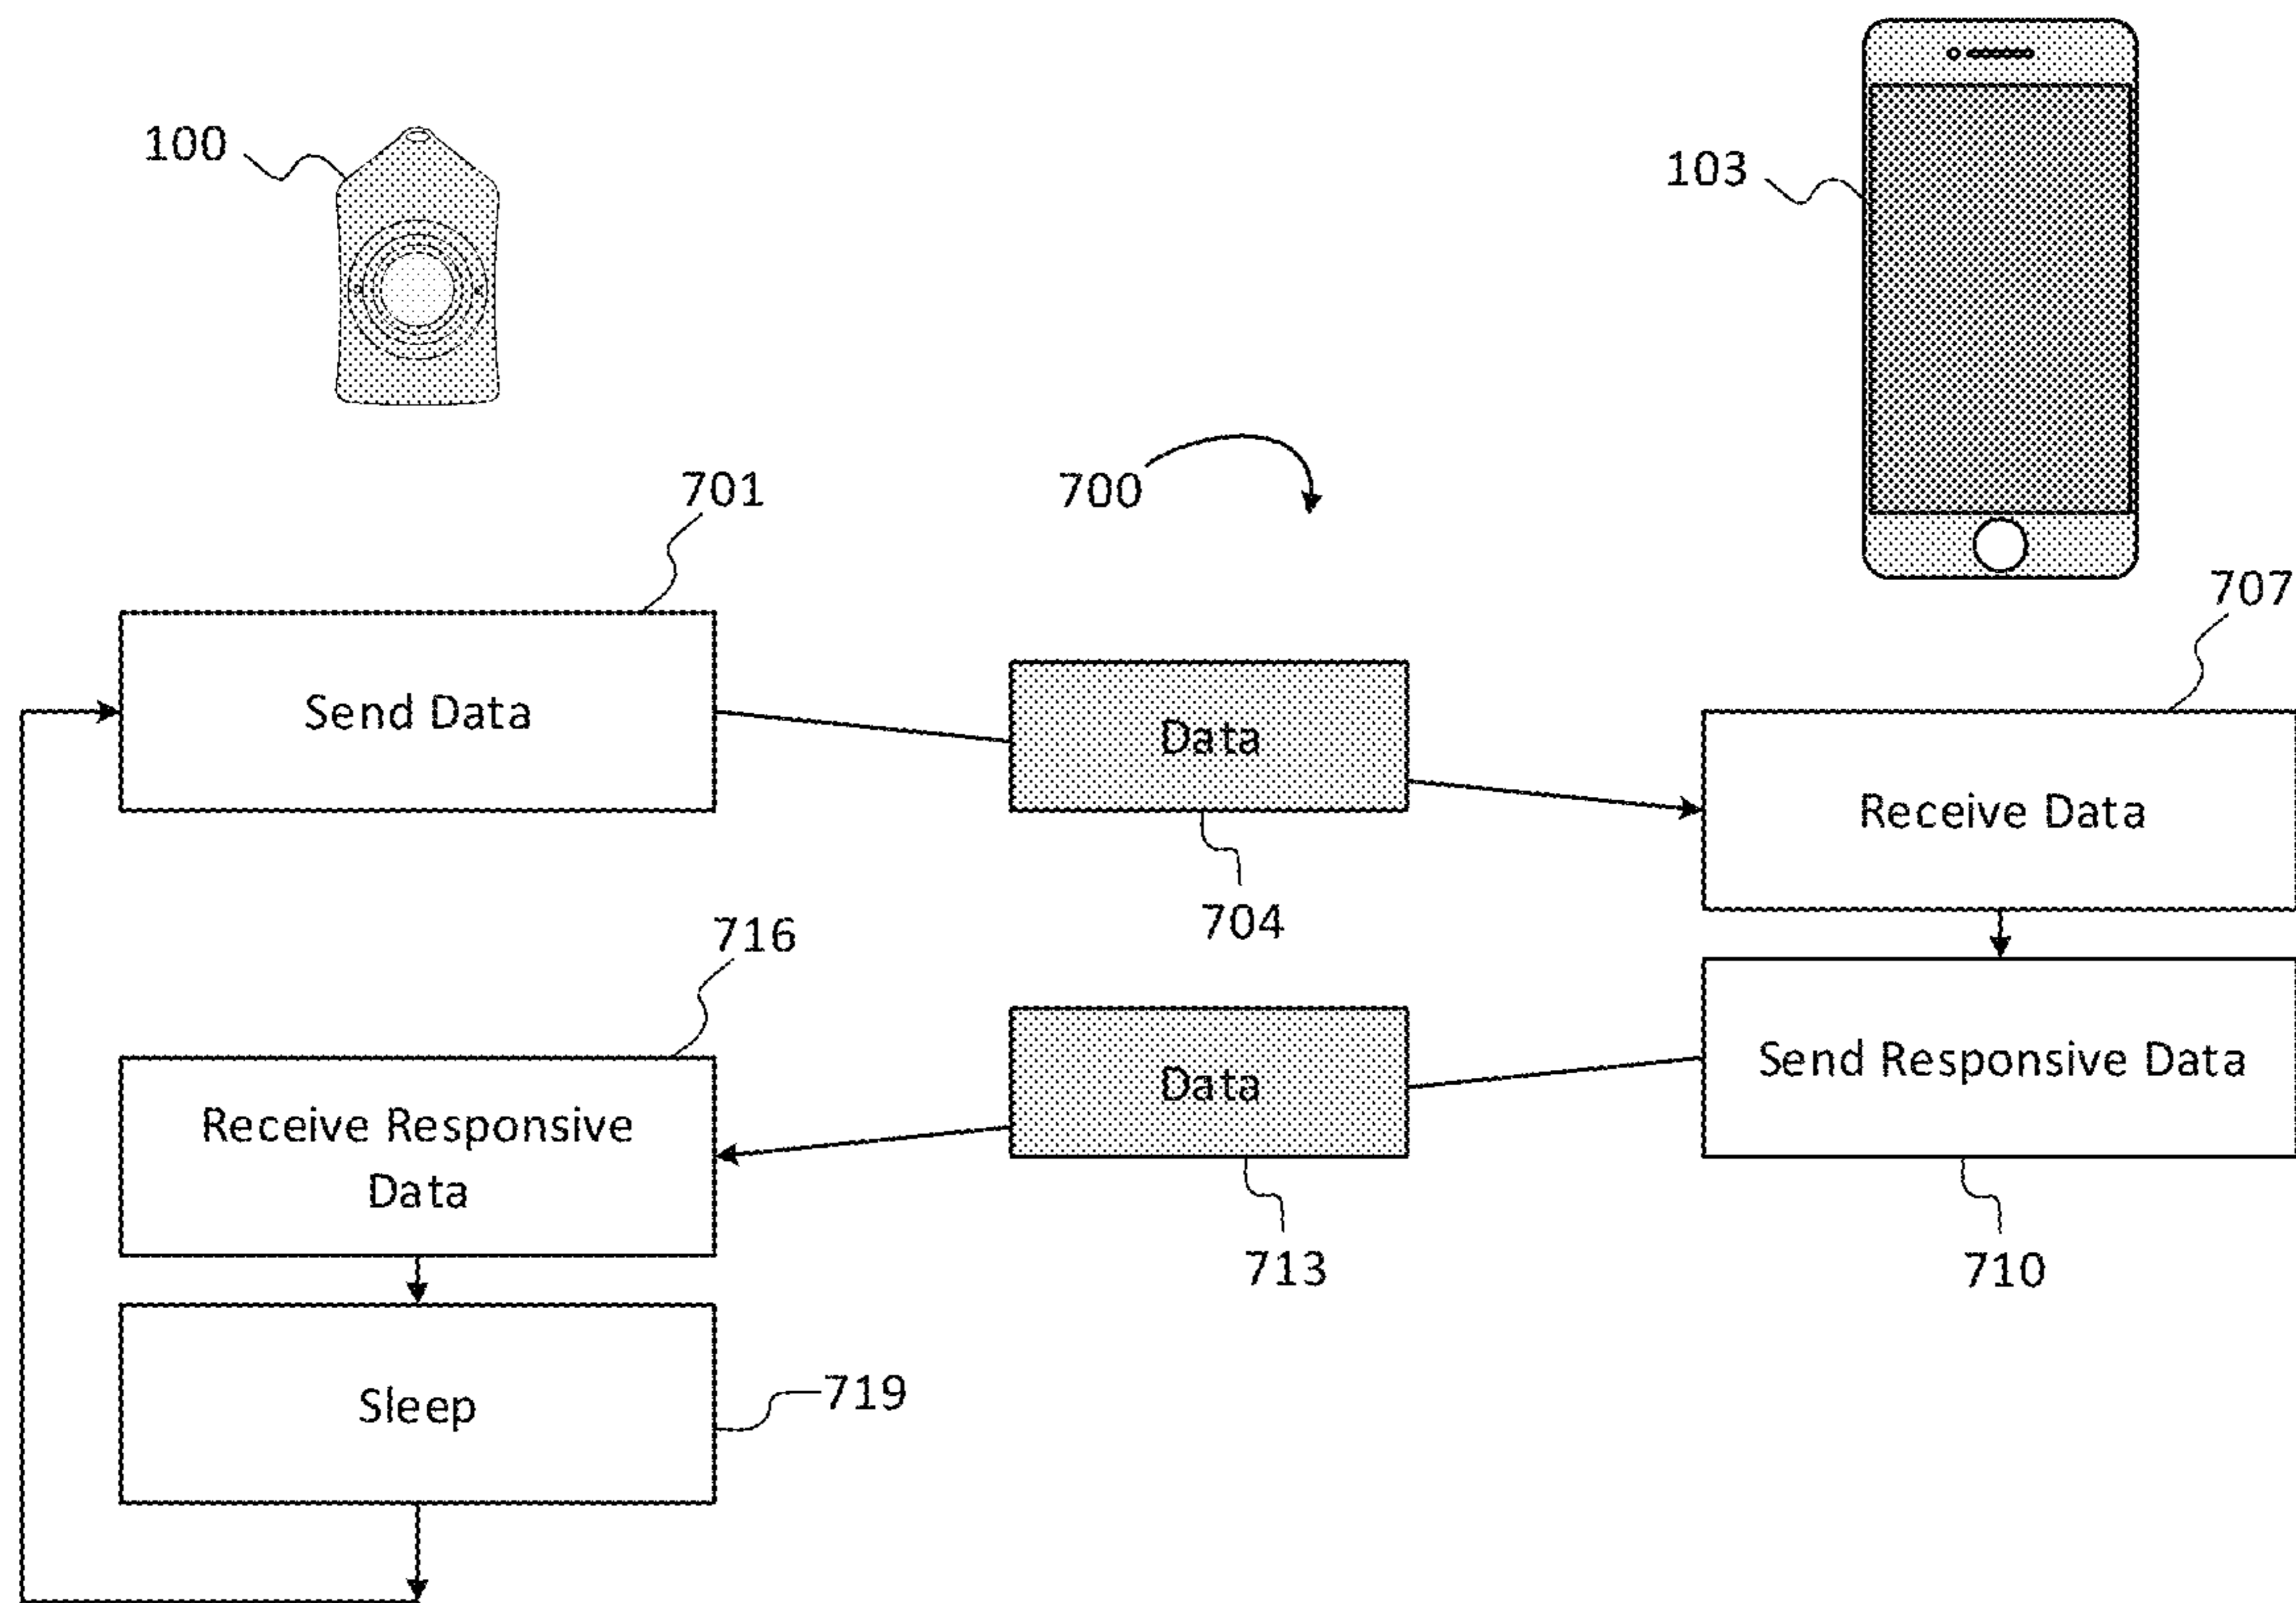 100
103
701
700
707
Send Data
Data
Receive Data
704
716
Send Responsive Data
Data
Receive Responsive
Data
713
710
Sleep
719